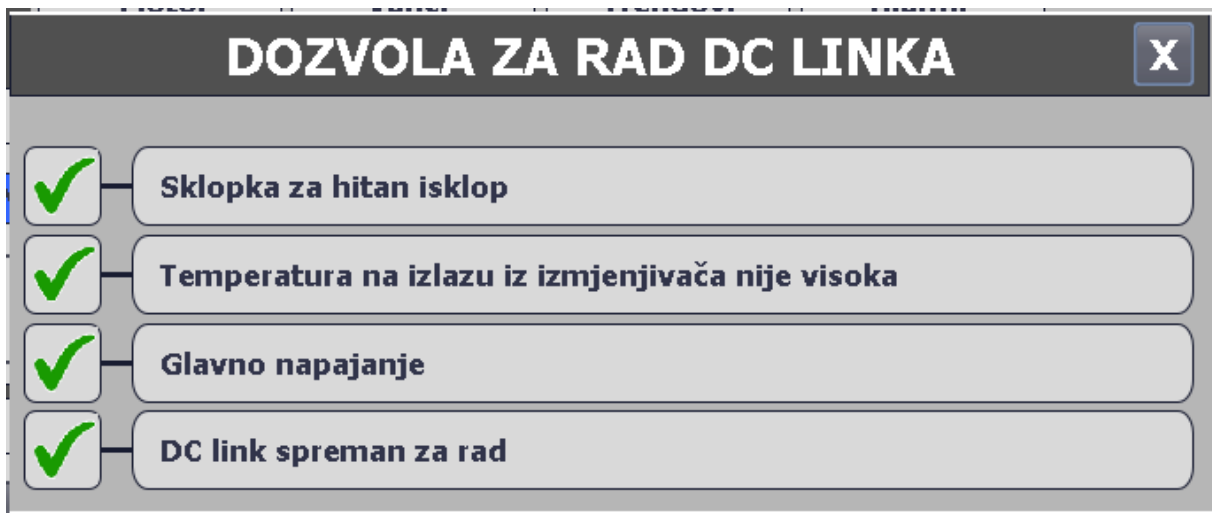 DOZVOLA ZA RAD DC LINKA
X
Sklopka za hitan isklop
Temperatura na izlazu iz izmjenjivača nije visoka
Glavno napajanje
DC link spreman za rad